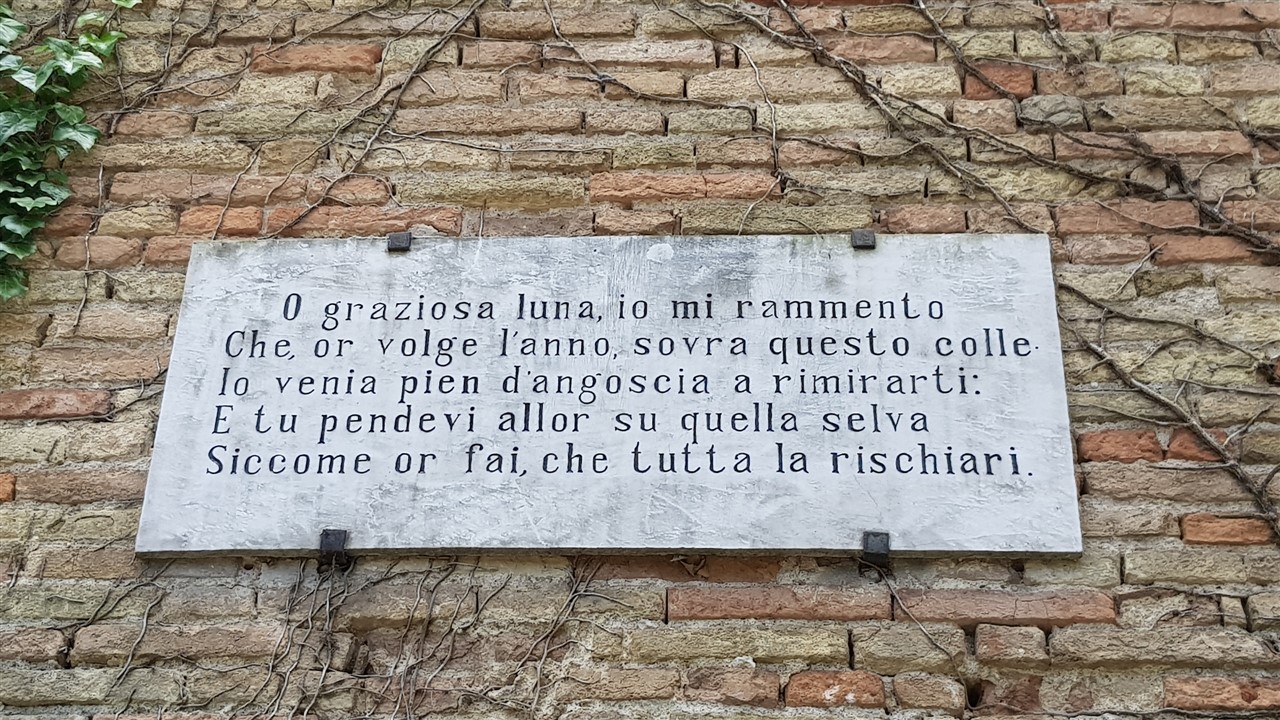 O graziosa luna, io mi rammento
Che, or volge l'anno, sovra questo colle.
Io venia pien d'angoscia a rimirarti:
E tu pendevi allor su quella selva
Siccome or fai, che tutta la rischiari.